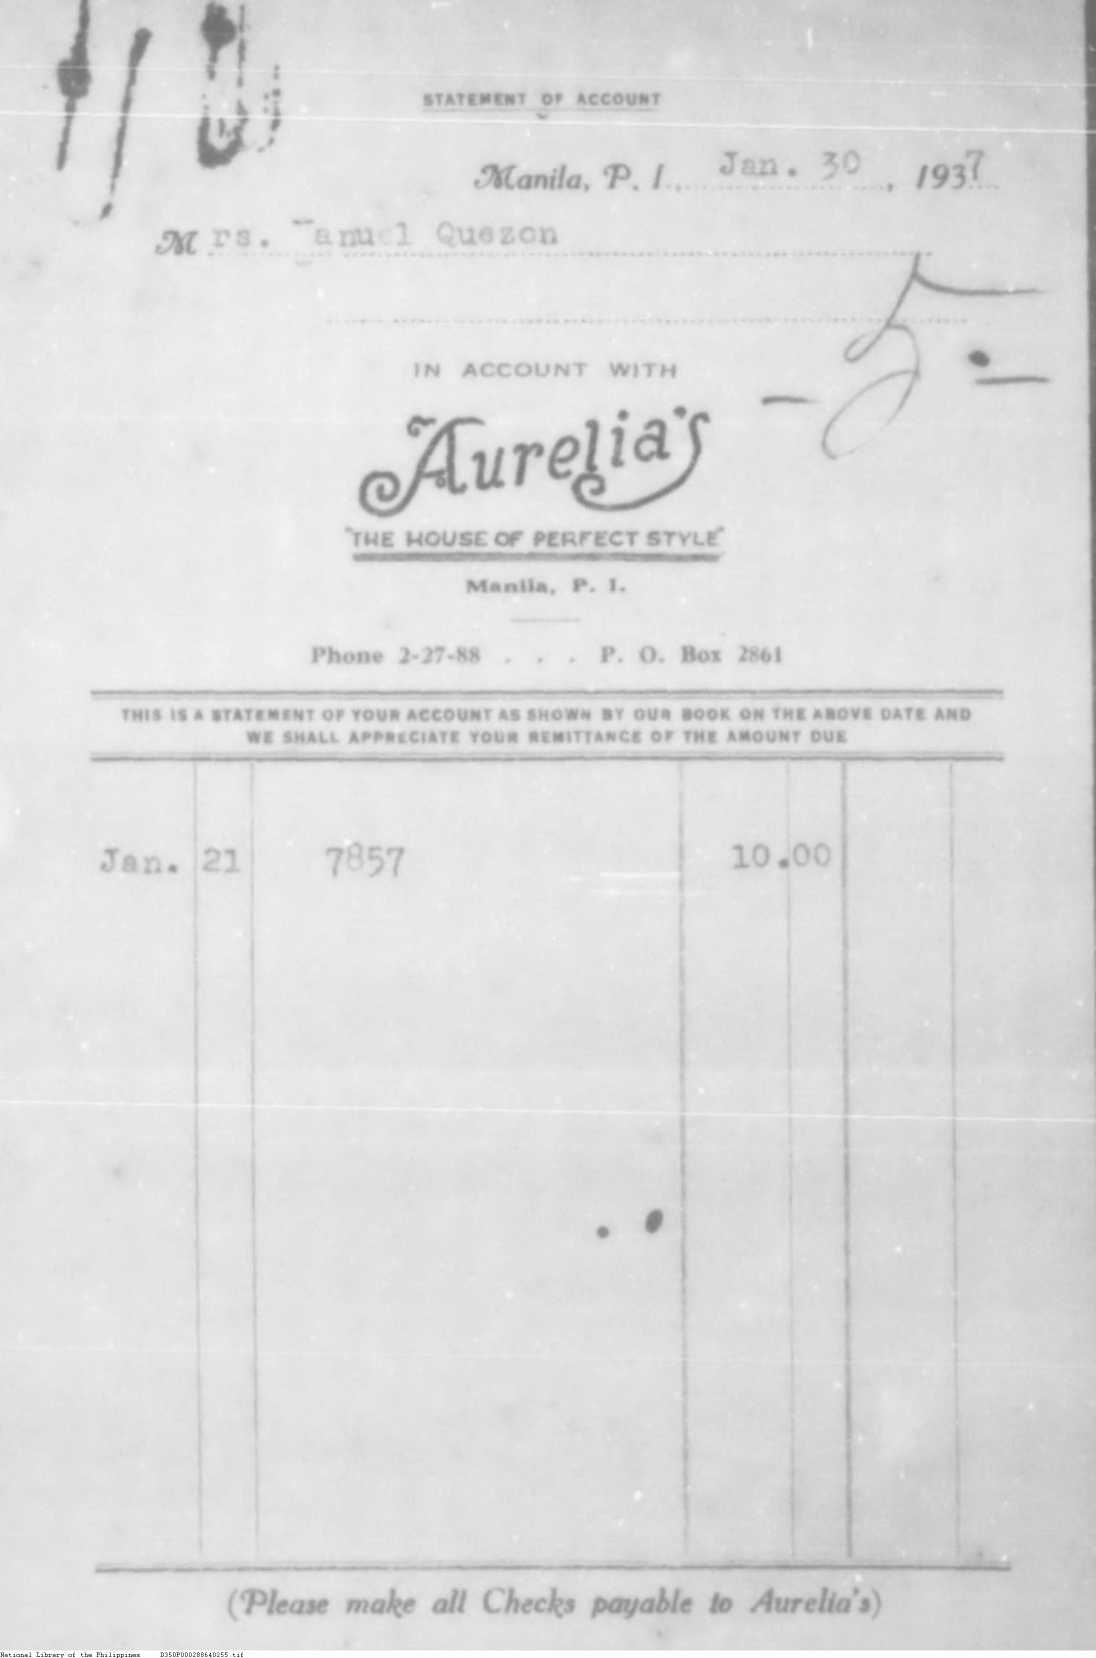 STATEMENT OF ACCOUNT
Manila, P. I., Jan. 30, 1937
Mrs. Manuel Quezon
- 5 -
IN ACCOUNT WITH
Aurelia's
"THE HOUSE OF PERFECT STYLE"
Manila, P. I.
Phone 2-27-88 . . . P. O. Box 2861
THIS IS A STATEMENT OF YOUR ACCOUNT AS SHOWN BY OUR BOOK ON THE ABOVE DATE AND
WE SHALL APPRECIATE YOUR REMITTANCE OF THE AMOUNT DUE
Jan. 21 7857 10.00
(Please make all Checks payable to Aurelia's)
National Library of the Philippines D350P000288640255.tif